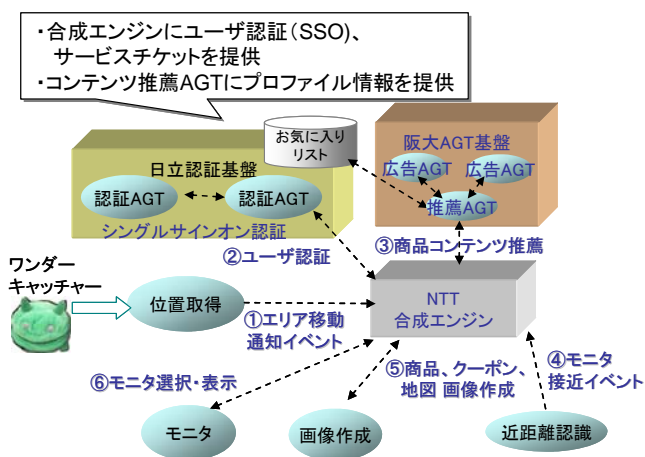 ・合成エンジンにユーザ認証(SSO)、
サービスチケットを提供
・コンテンツ推薦AGTにプロファイル情報を提供
お気に入り
リスト
日立認証基盤
認証AGT
認証AGT
シングルサインオン認証
阪大AGT基盤
広告AGT
広告AGT
推薦AGT
②ユーザ認証
③商品コンテンツ推薦
ワンダー
キャッチャー
位置取得
①エリア移動
通知イベント
NTT
合成エンジン
⑥モニタ選択・表示
⑤商品、クーポン、
地図 画像作成
④モニタ
接近イベント
モニタ
画像作成
近距離認識